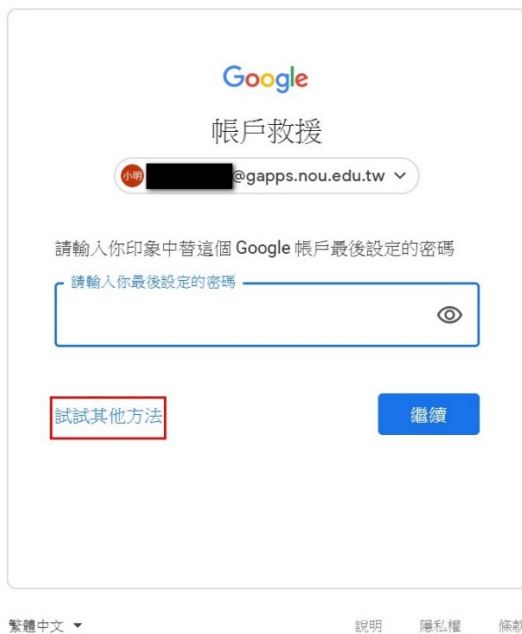 Google
帳戶救援
小明 @gapps.nou.edu.tw
請輸入你印象中替這個 Google 帳戶最後設定的密碼
請輸入你最後設定的密碼
試試其他方法 繼續
繁體中文 說明 隱私權 條款